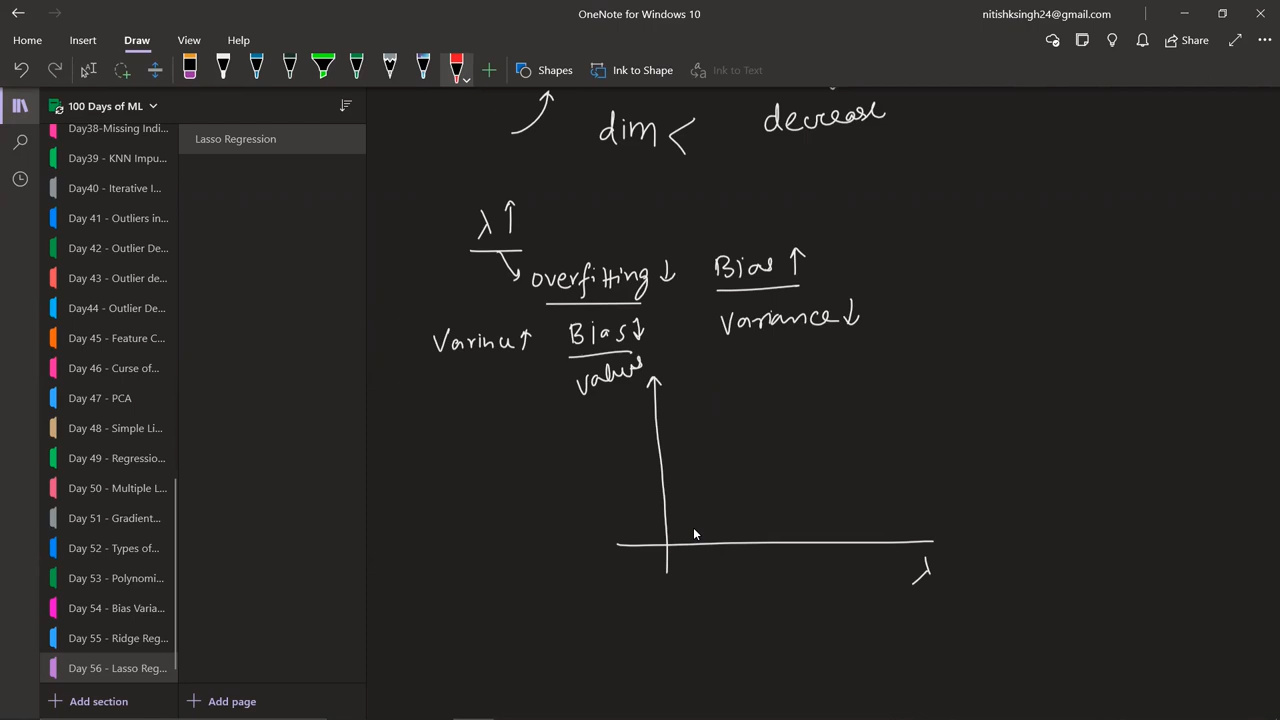 OneNote for Windows 10
nitishksingh24@gmail.com
Home Insert Draw View Help
Share
Shapes
Ink to Shape
Ink to Text
100 Days of ML
Day38-Missing Indi...
Day39 - KNN Impu...
Day40 - Iterative I...
Day 41 - Outliers in...
Day 42 - Outlier De...
Day 43 - Outlier de...
Day44 - Outlier De...
Day 45 - Feature C...
Day 46 - Curse of...
Day 47 - PCA
Day 48 - Simple Li...
Day 49 - Regressio...
Day 50 - Multiple L...
Day 51 - Gradient...
Day 52 - Types of...
Day 53 - Polynomi...
Day 54 - Bias Varia...
Day 55 - Ridge Reg...
Day 56 - Lasso Reg...
Add section
Lasso Regression
Add page
dim < decrease
λ ↑
overfitting ↓ Bias ↑
Varinu ↑ Bias ↓ Variance ↓
values
λ